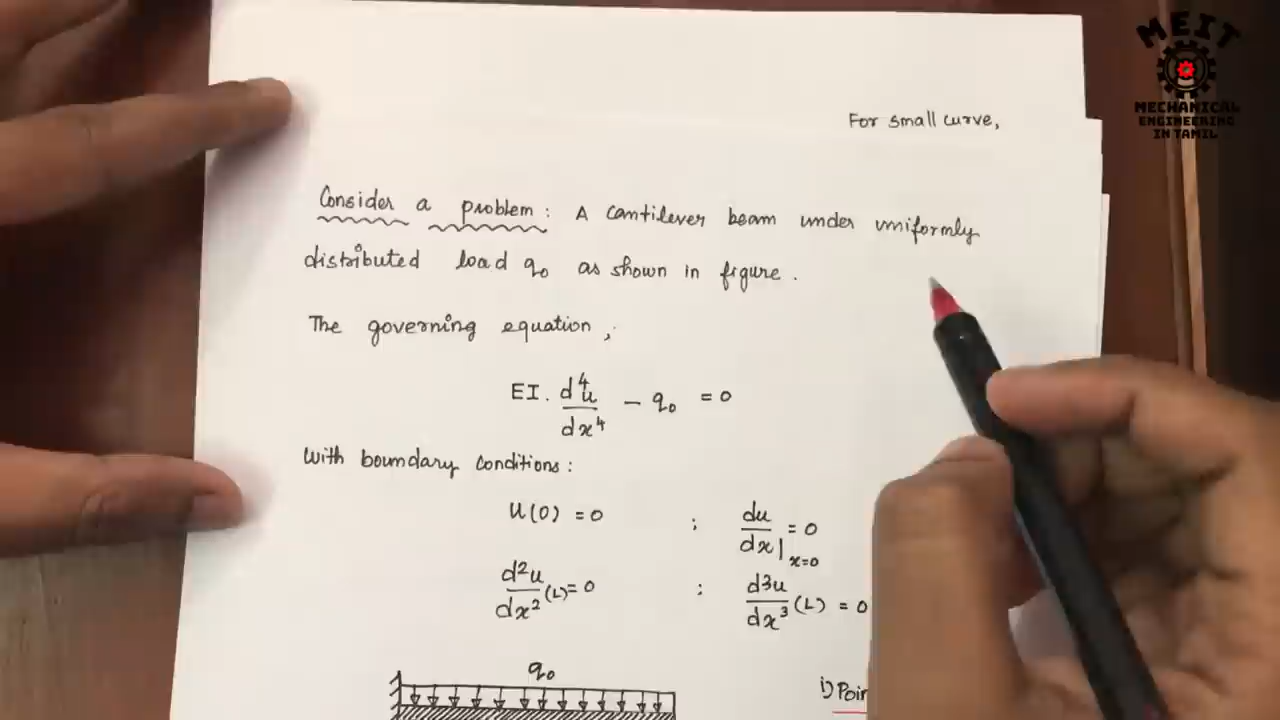 MEIT
MECHANICAL
ENGINEERING
IN TAMIL
For small curve,
Consider a problem: A cantilever beam under uniformly
distributed load q₀ as shown in figure.
The governing equation,
EI. d⁴u/dx⁴ - q₀ = 0
With boundary conditions:
u(0) = 0 ; du/dx|ₓ₌₀ = 0
d²u/dx² (L) = 0 : d³u/dx³ (L) = 0
q₀
i)